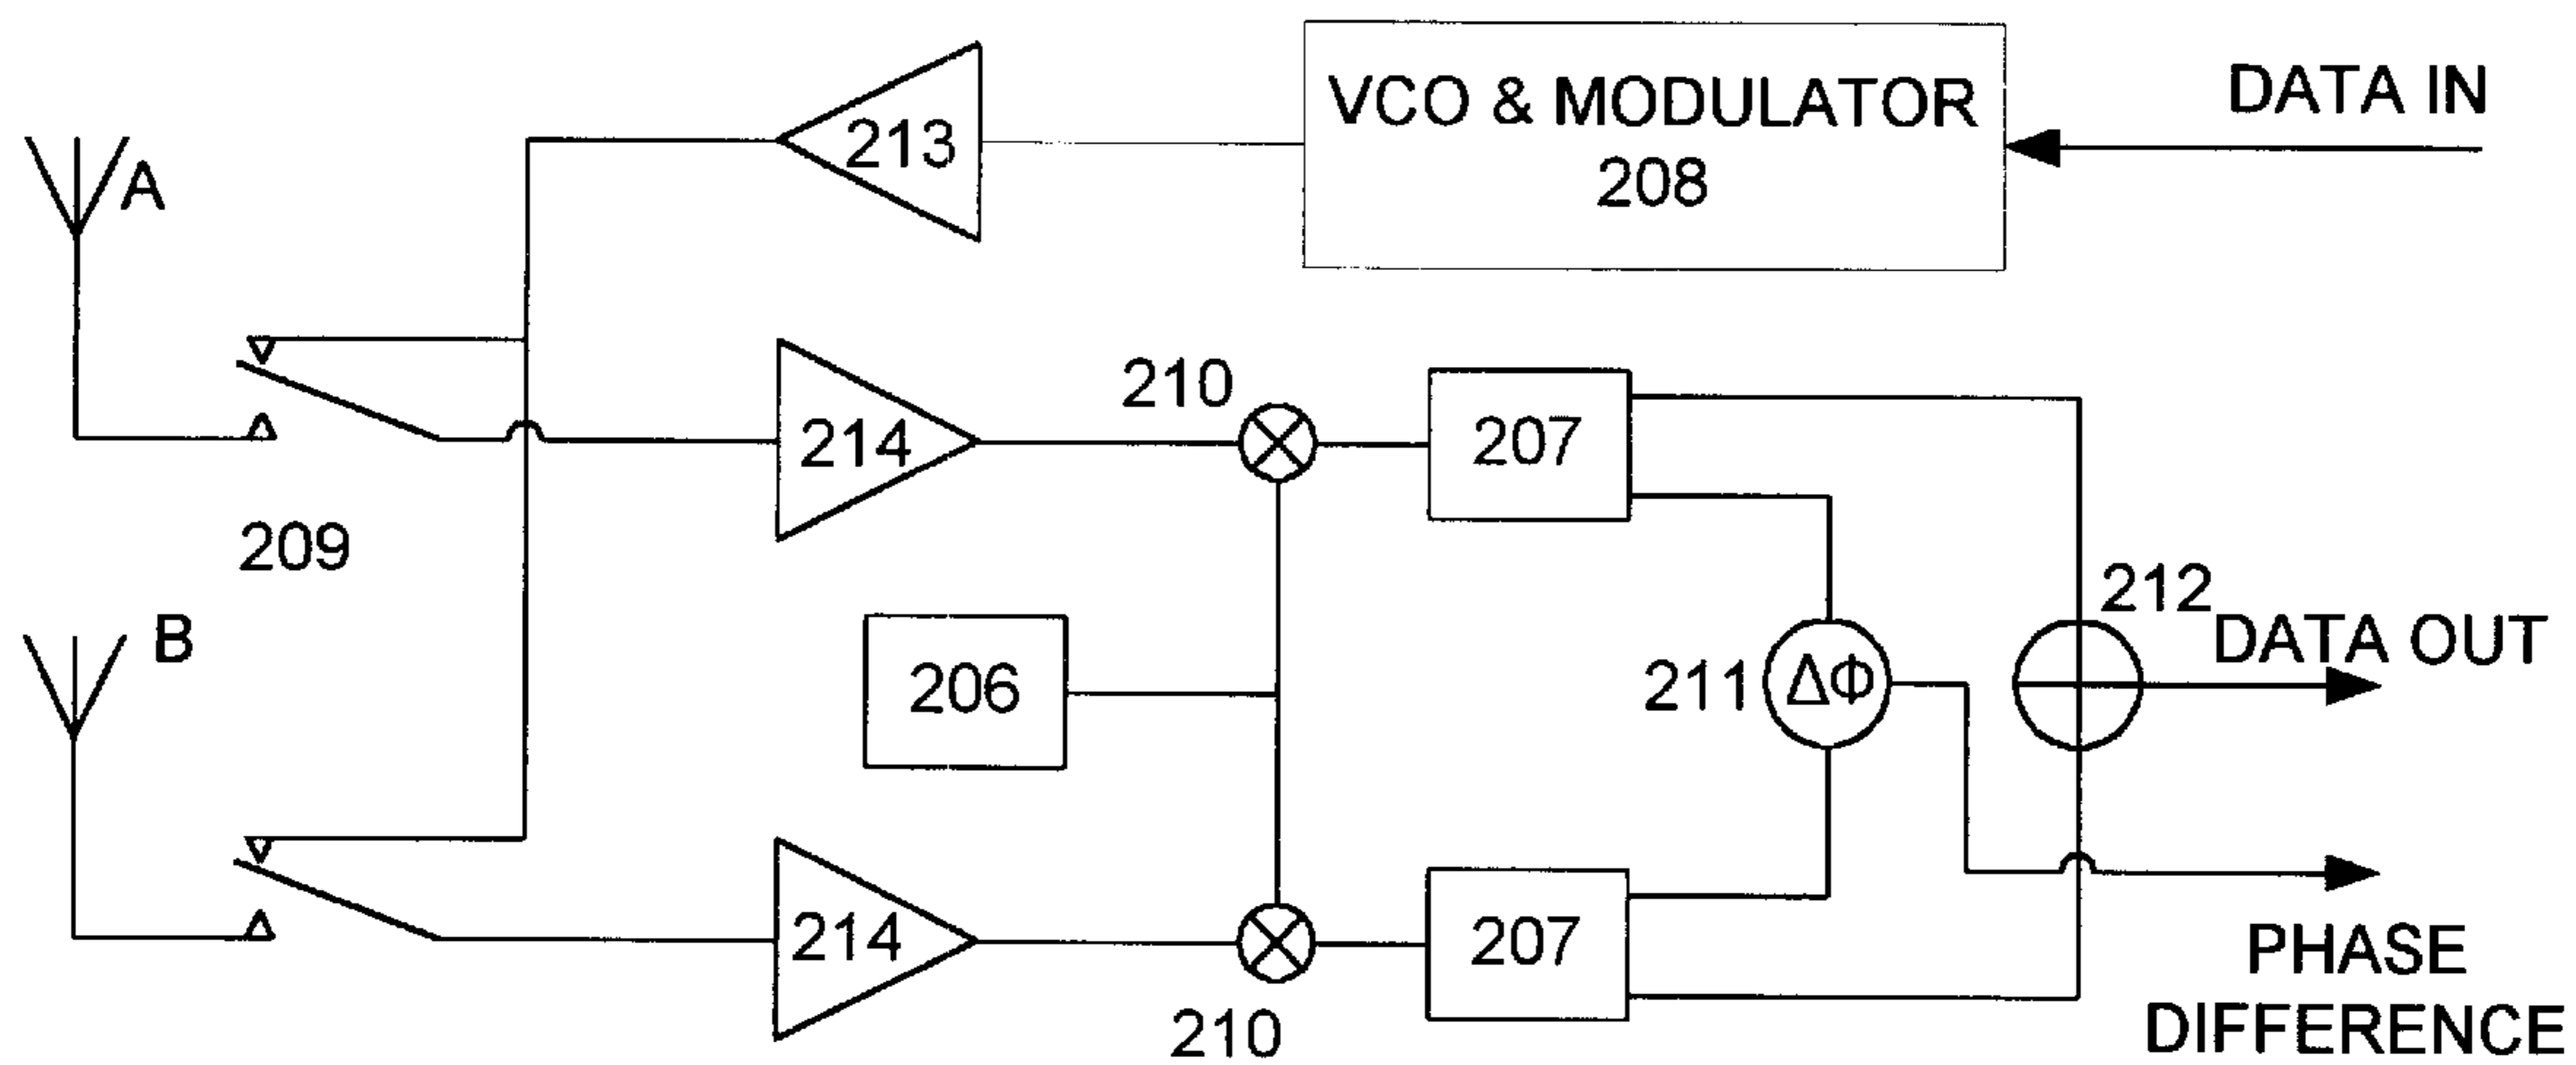 VCO & MODULATOR
208
DATA IN
213
A
210
214
207
209
212
DATA OUT
B
206
211
ΔΦ
214
207
210
PHASE
DIFFERENCE